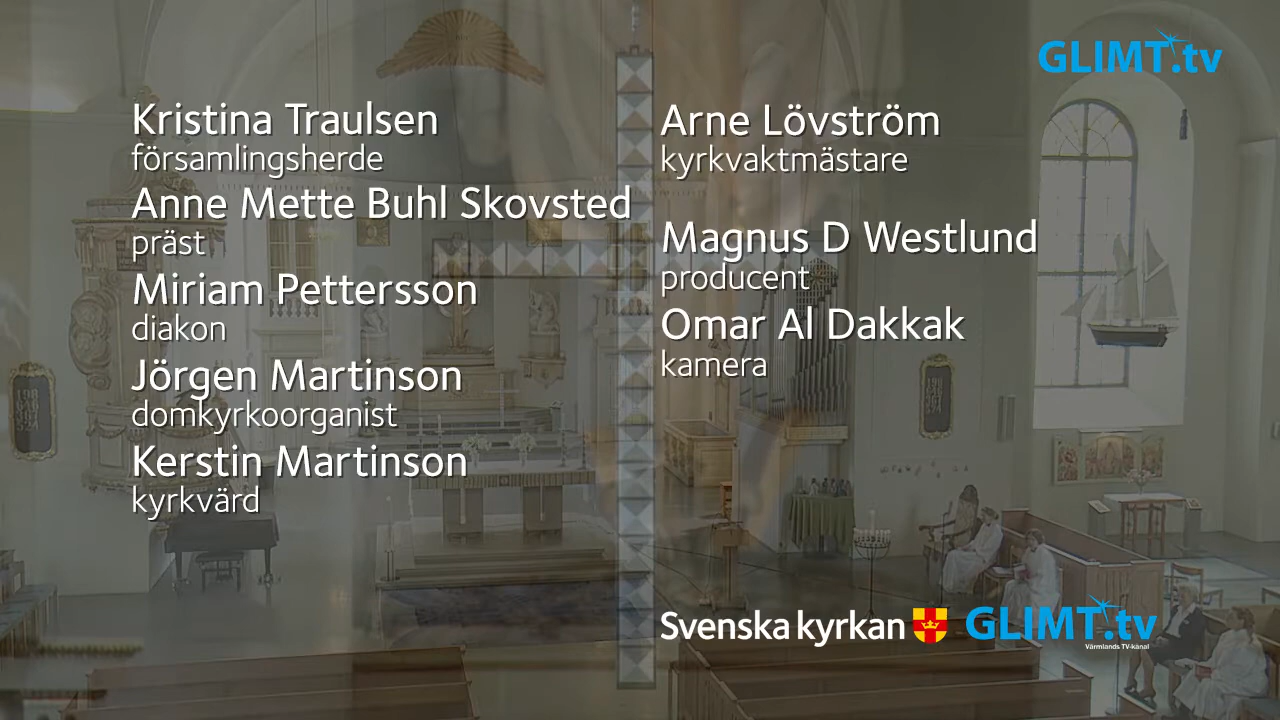 GLIMT.tv
Kristina Traulsen
församlingsherde
Anne Mette Buhl Skovsted
präst
Miriam Pettersson
diakon
Jörgen Martinson
domkyrkoorganist
Kerstin Martinson
kyrkvärd
Arne Lövström
kyrkvaktmästare
Magnus D Westlund
producent
Omar Al Dakkak
kamera
Svenska kyrkan
GLIMT.tv
Värmlands TV-kanal